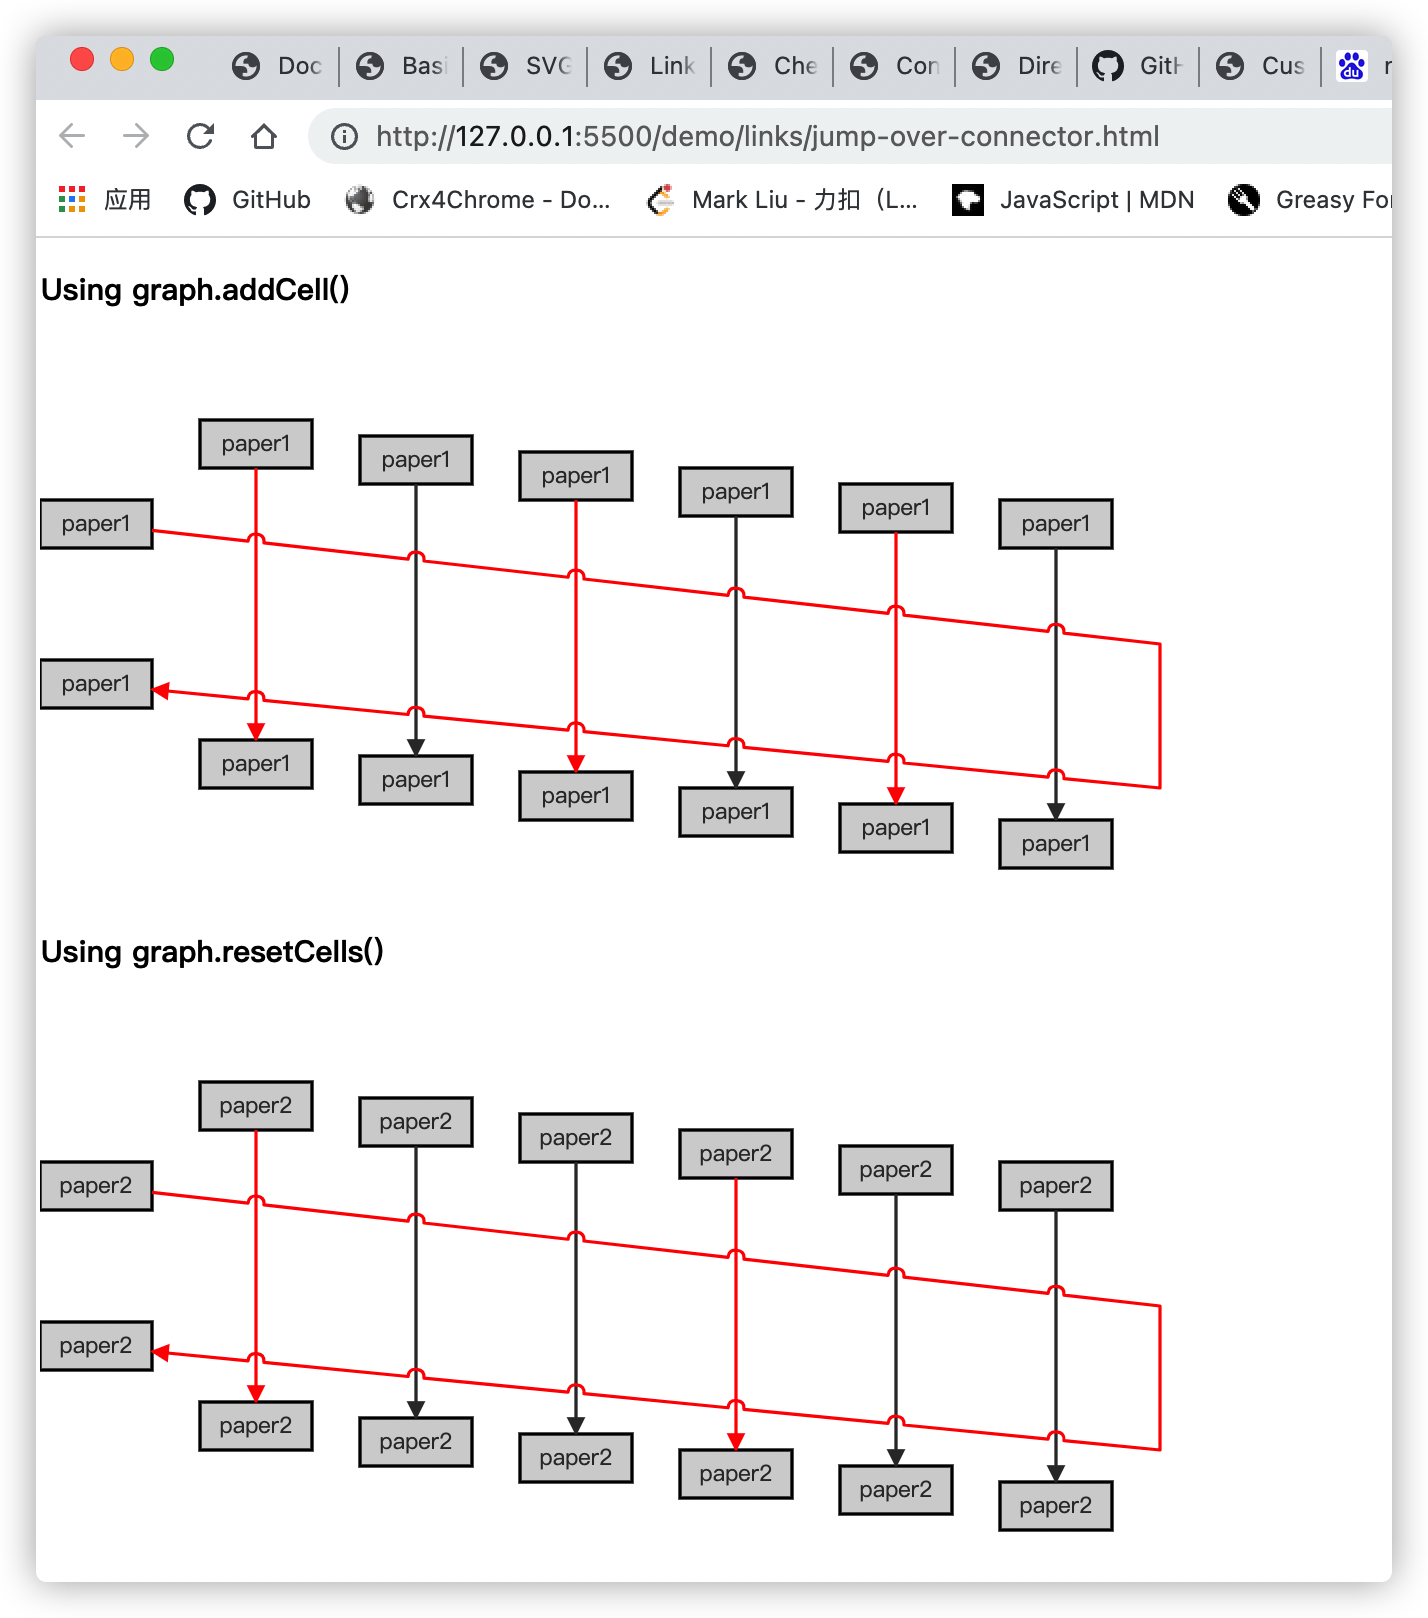 Doc Basi SVG Link Che Con Dire GitH Cus
http://127.0.0.1:5500/demo/links/jump-over-connector.html
应用 GitHub Crx4Chrome - Do... Mark Liu - 力扣（L... JavaScript | MDN Greasy For
Using graph.addCell()
paper1
paper1
paper1
paper1
paper1
paper1 paper1
paper1
paper1
paper1
paper1
paper1
paper1
paper1
Using graph.resetCells()
paper2
paper2
paper2
paper2
paper2
paper2 paper2
paper2
paper2
paper2
paper2
paper2
paper2
paper2